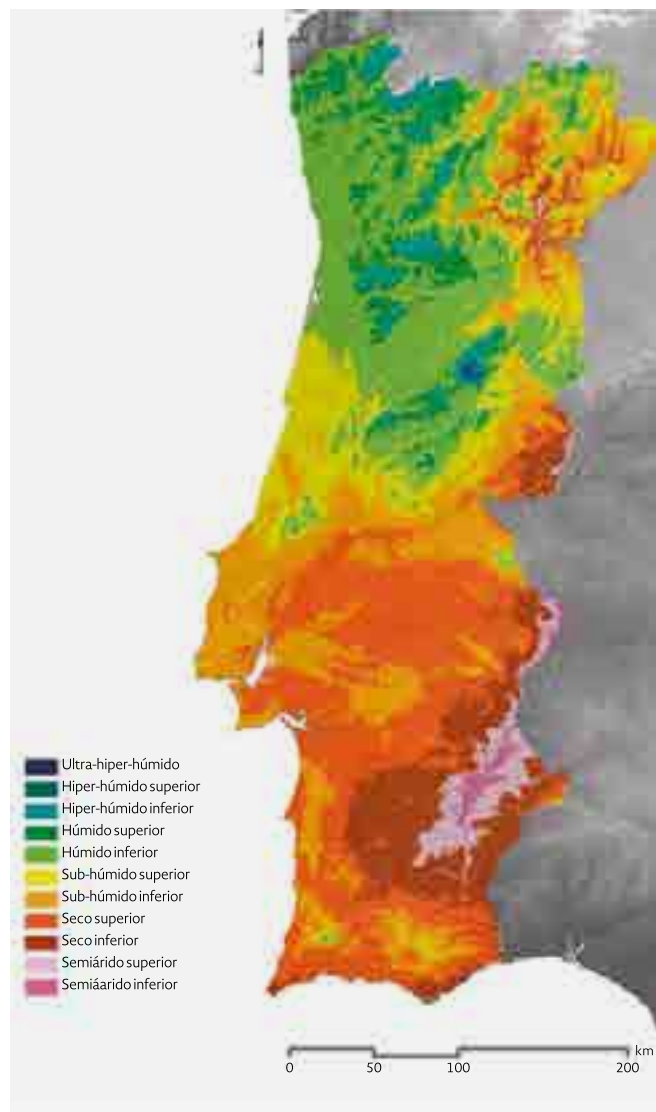 Ultra-hiper-húmido
Hiper-húmido superior
Hiper-húmido inferior
Húmido superior
Húmido inferior
Sub-húmido superior
Sub-húmido inferior
Seco superior
Seco inferior
Semiárido superior
Semiáarido inferior
km
0 50 100 200